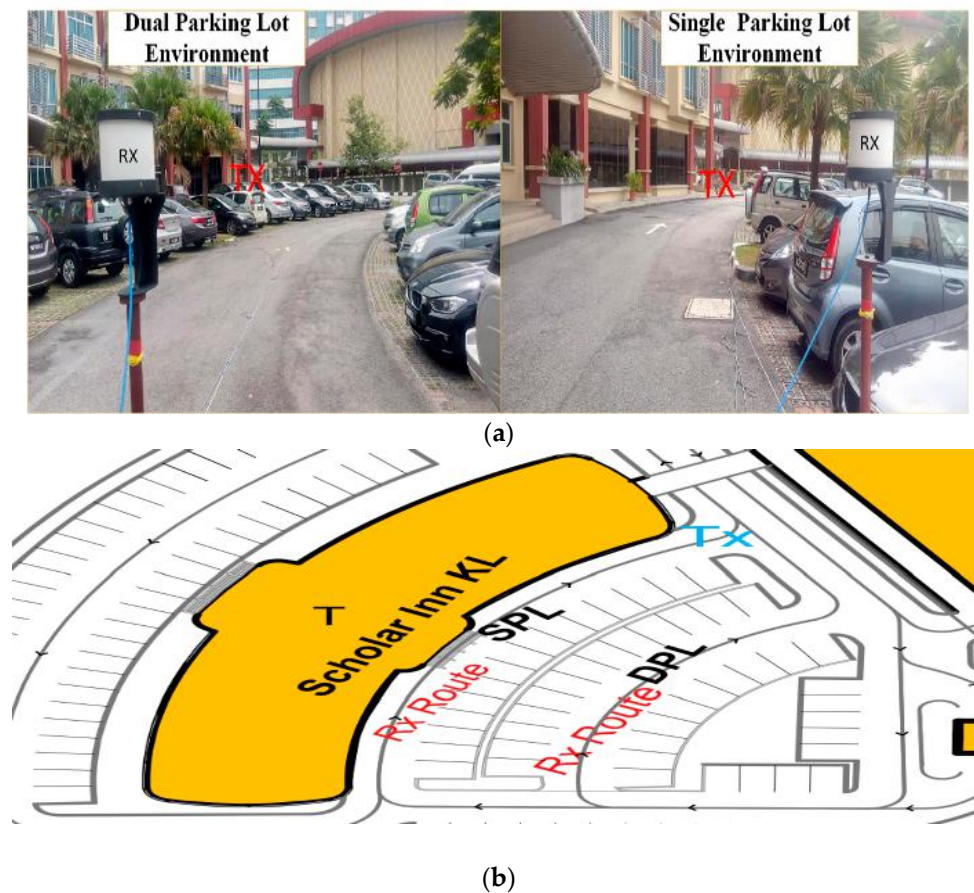 Dual Parking Lot
Environment
Single Parking Lot
Environment
RX
TX
TX
RX
(a)
Tx
T
Scholar Inn KL
SPL
DPL
Rx Route
Rx Route
(b)